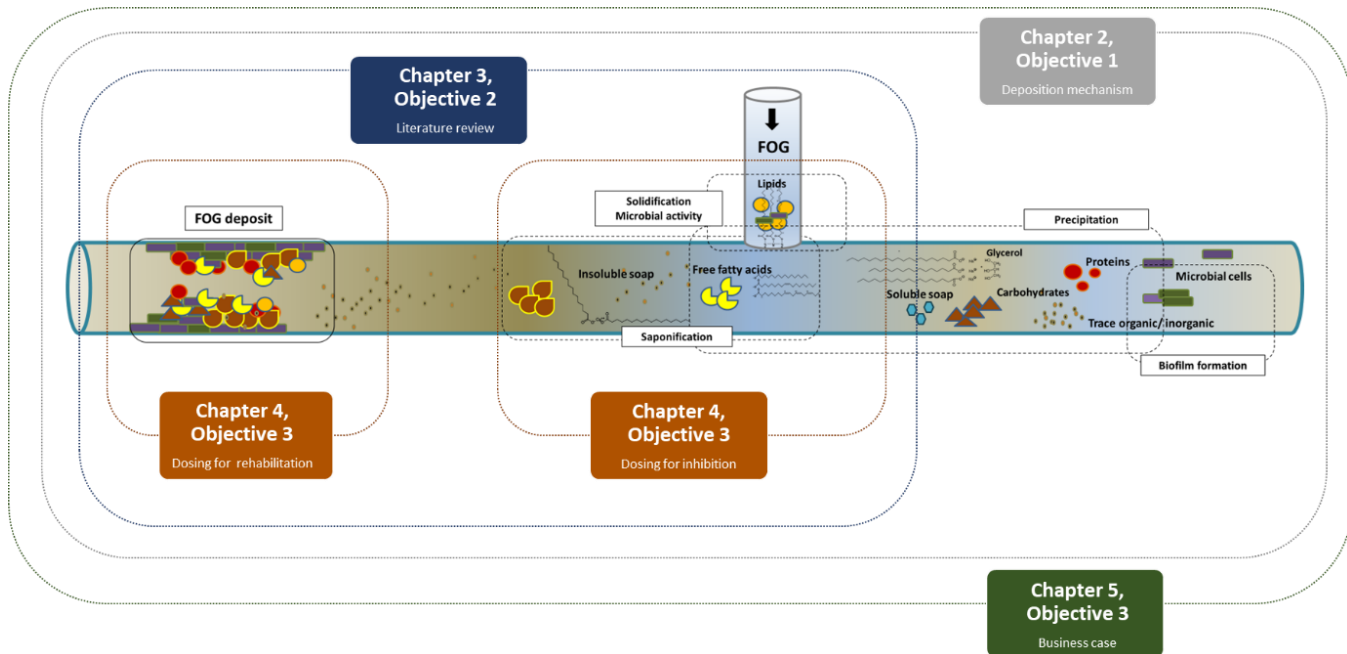 Chapter 2,
Objective 1
Deposition mechanism
Chapter 3,
Objective 2
Literature review
FOG
Lipids
Solidification
Microbial activity
FOG deposit
Precipitation
Insoluble soap
Free fatty acids
Glycerol
Proteins
Microbial cells
Soluble soap
Carbohydrates
Trace organic/inorganic
Saponification
Biofilm formation
Chapter 4,
Objective 3
Dosing for rehabilitation
Chapter 4,
Objective 3
Dosing for inhibition
Chapter 5,
Objective 3
Business case